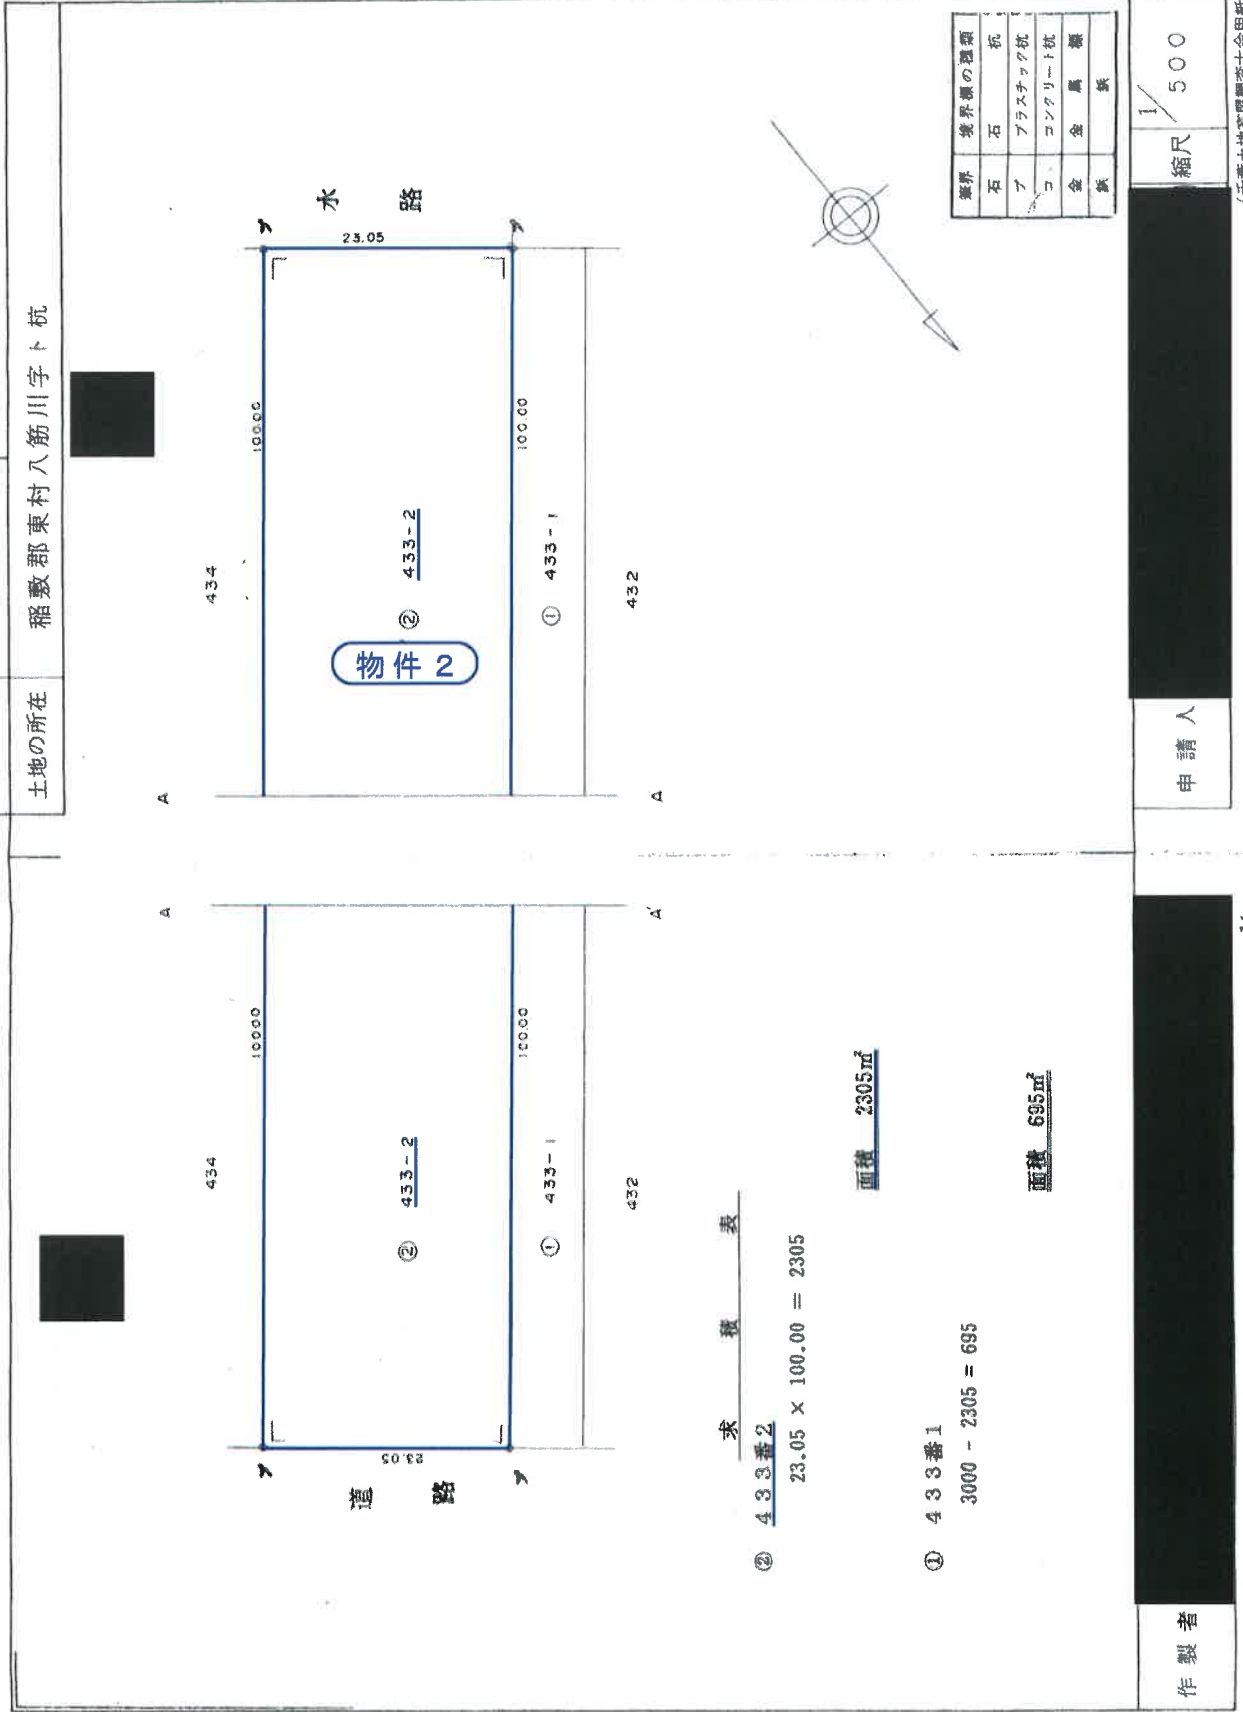 土地の所在
稲敷郡東村八筋川字ト杭
434
100.00
23.05
プ
水路
② 433-2
物件 2
100.00
プ
① 433-1
432
A
A
A
A'
434
10000
プ
道路
23.05
② 433-2
100.00
プ
① 433-1
432
求積表
② 433番2
23.05 × 100.00 = 2305
面積 2305㎡
① 433番1
3000 - 2305 = 695
面積 695㎡
境界標の種類
石 石杭
プ プラスチック杭
コ コンクリート杭
金 金属標
鋲 鋲
作製者
申請人
縮尺
1/500